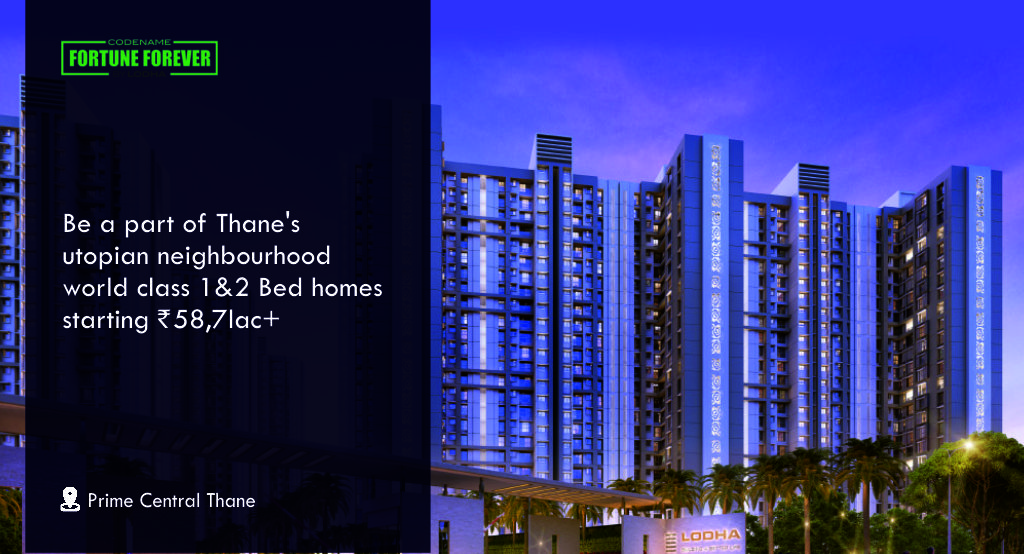 CODENAME
FORTUNE FOREVER
Be a part of Thane's
utopian neighbourhood
world class 1&2 Bed homes
starting ₹58,7lac+
Prime Central Thane
LODHA